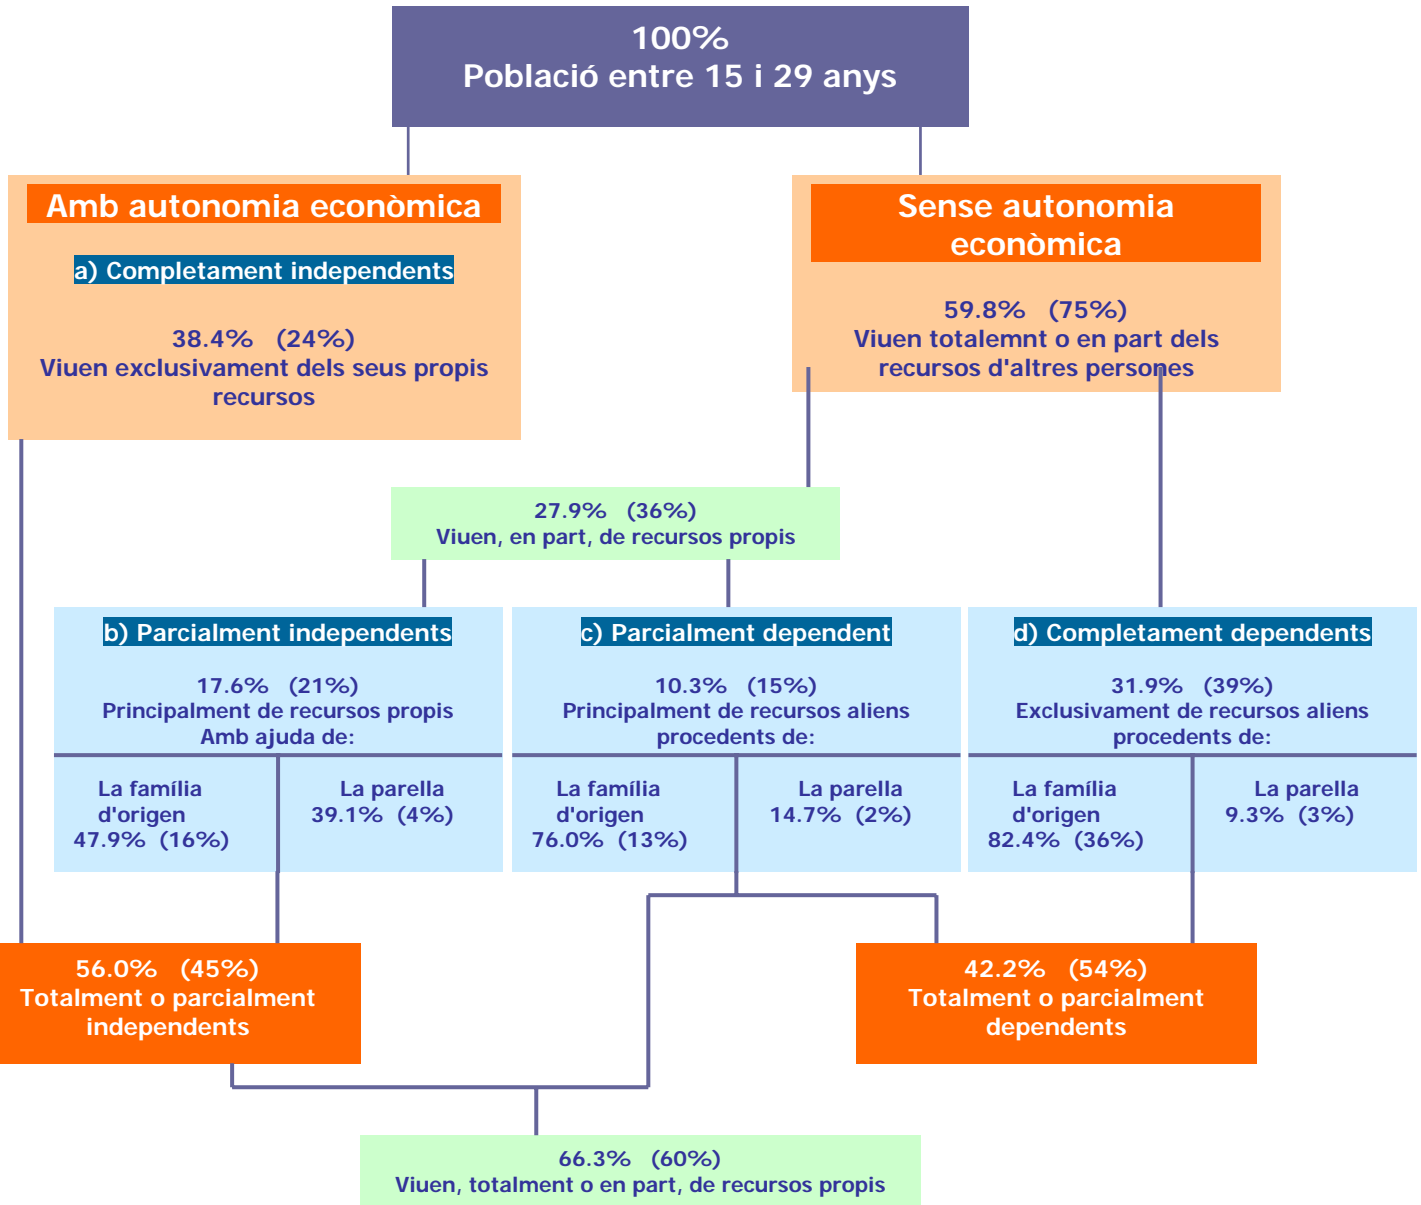 100%
Població entre 15 i 29 anys
Amb autonomia econòmica
a) Completament independents
38.4% (24%)
Viuen exclusivament dels seus propis
recursos
Sense autonomia
econòmica
59.8% (75%)
Viuen totalemnt o en part dels
recursos d'altres persones
27.9% (36%)
Viuen, en part, de recursos propis
b) Parcialment independents
17.6% (21%)
Principalment de recursos propis
Amb ajuda de:
La família
d'origen
47.9% (16%)
La parella
39.1% (4%)
c) Parcialment dependent
10.3% (15%)
Principalment de recursos aliens
procedents de:
La família
d'origen
76.0% (13%)
La parella
14.7% (2%)
d) Completament dependents
31.9% (39%)
Exclusivament de recursos aliens
procedents de:
La família
d'origen
82.4% (36%)
La parella
9.3% (3%)
56.0% (45%)
Totalment o parcialment
independents
42.2% (54%)
Totalment o parcialment
dependents
66.3% (60%)
Viuen, totalment o en part, de recursos propis